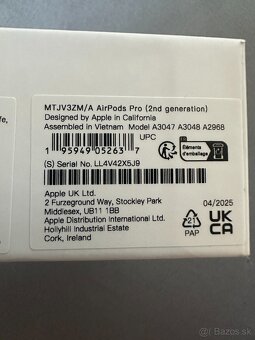 MTJV3ZM/A AirPods Pro (2nd generation)
Designed by Apple in California
Assembled in Vietnam Model A3047 A3048 A2968
UPC
1 95949 05263 7
Éléments
d'emballage
(S) Serial No. LL4V42X5J9
Apple UK Ltd.
2 Furzeground Way, Stockley Park
Middlesex, UB11 1BB
Apple Distribution International Ltd.
Hollyhill Industrial Estate
Cork, Ireland
21
PAP
04/2025
UK
CA
bazos.sk